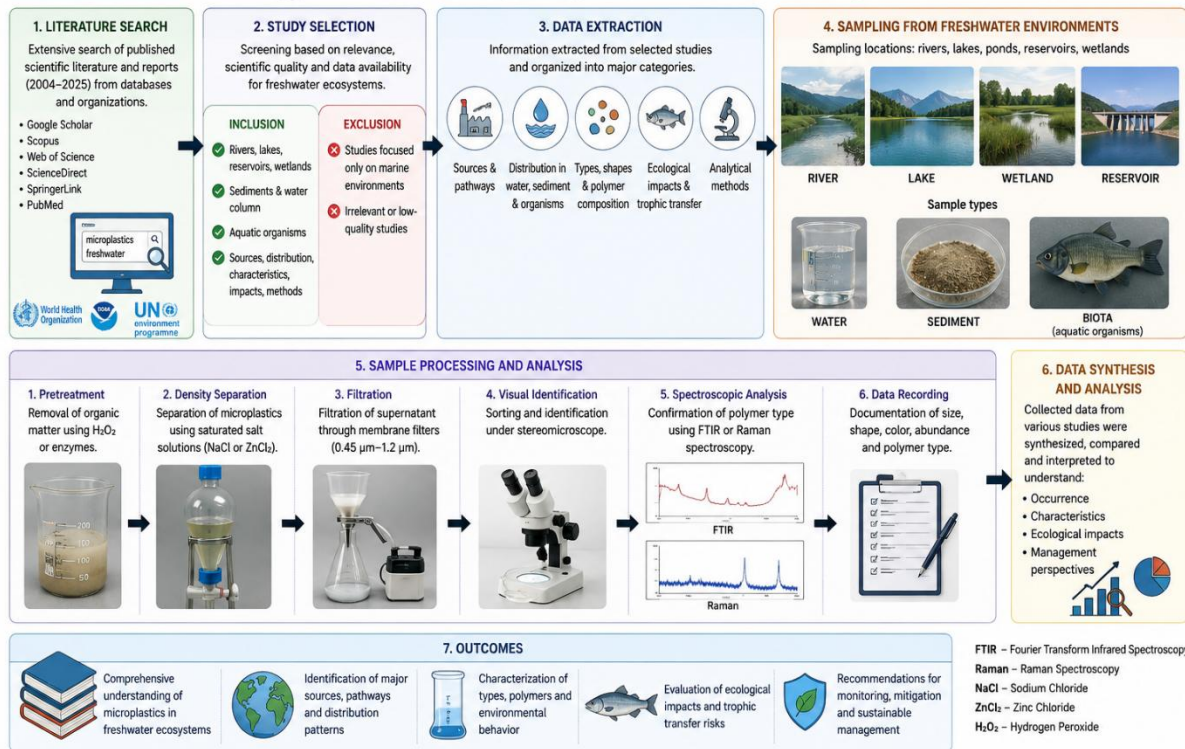 1. LITERATURE SEARCH
Extensive search of published
scientific literature and reports
(2004–2025) from databases
and organizations.
• Google Scholar
• Scopus
• Web of Science
• ScienceDirect
• SpringerLink
• PubMed
microplastics
freshwater
World Health
Organization
UN
environment
programme
2. STUDY SELECTION
Screening based on relevance,
scientific quality and data availability
for freshwater ecosystems.
INCLUSION
Rivers, lakes,
reservoirs, wetlands
Sediments & water
column
Aquatic organisms
Sources, distribution,
characteristics,
impacts, methods
EXCLUSION
Studies focused
only on marine
environments
Irrelevant or low-
quality studies
3. DATA EXTRACTION
Information extracted from selected studies
and organized into major categories.
Sources &
pathways
Distribution in
water, sediment
& organisms
Types, shapes
& polymer
composition
Ecological
impacts &
trophic transfer
Analytical
methods
4. SAMPLING FROM FRESHWATER ENVIRONMENTS
Sampling locations: rivers, lakes, ponds, reservoirs, wetlands
RIVER
LAKE
WETLAND
RESERVOIR
Sample types
WATER
SEDIMENT
BIOTA
(aquatic organisms)
5. SAMPLE PROCESSING AND ANALYSIS
1. Pretreatment
Removal of organic
matter using H₂O₂
or enzymes.
200
100
50
2. Density Separation
Separation of microplastics
using saturated salt
solutions (NaCl or ZnCl₂).
3. Filtration
Filtration of supernatant
through membrane filters
(0.45 µm–1.2 µm).
4. Visual Identification
Sorting and identification
under stereomicroscope.
5. Spectroscopic Analysis
Confirmation of polymer type
using FTIR or Raman
spectroscopy.
FTIR
Raman
6. Data Recording
Documentation of size,
shape, color, abundance
and polymer type.
6. DATA SYNTHESIS
AND ANALYSIS
Collected data from
various studies were
synthesized, compared
and interpreted to
understand:
• Occurrence
• Characteristics
• Ecological impacts
• Management
perspectives
7. OUTCOMES
Comprehensive
understanding of
microplastics in
freshwater ecosystems
Identification of major
sources, pathways
and distribution
patterns
Characterization of
types, polymers and
environmental
behavior
Evaluation of ecological
impacts and trophic
transfer risks
Recommendations for
monitoring, mitigation
and sustainable
management
FTIR – Fourier Transform Infrared Spectroscopy
Raman – Raman Spectroscopy
NaCl – Sodium Chloride
ZnCl₂ – Zinc Chloride
H₂O₂ – Hydrogen Peroxide